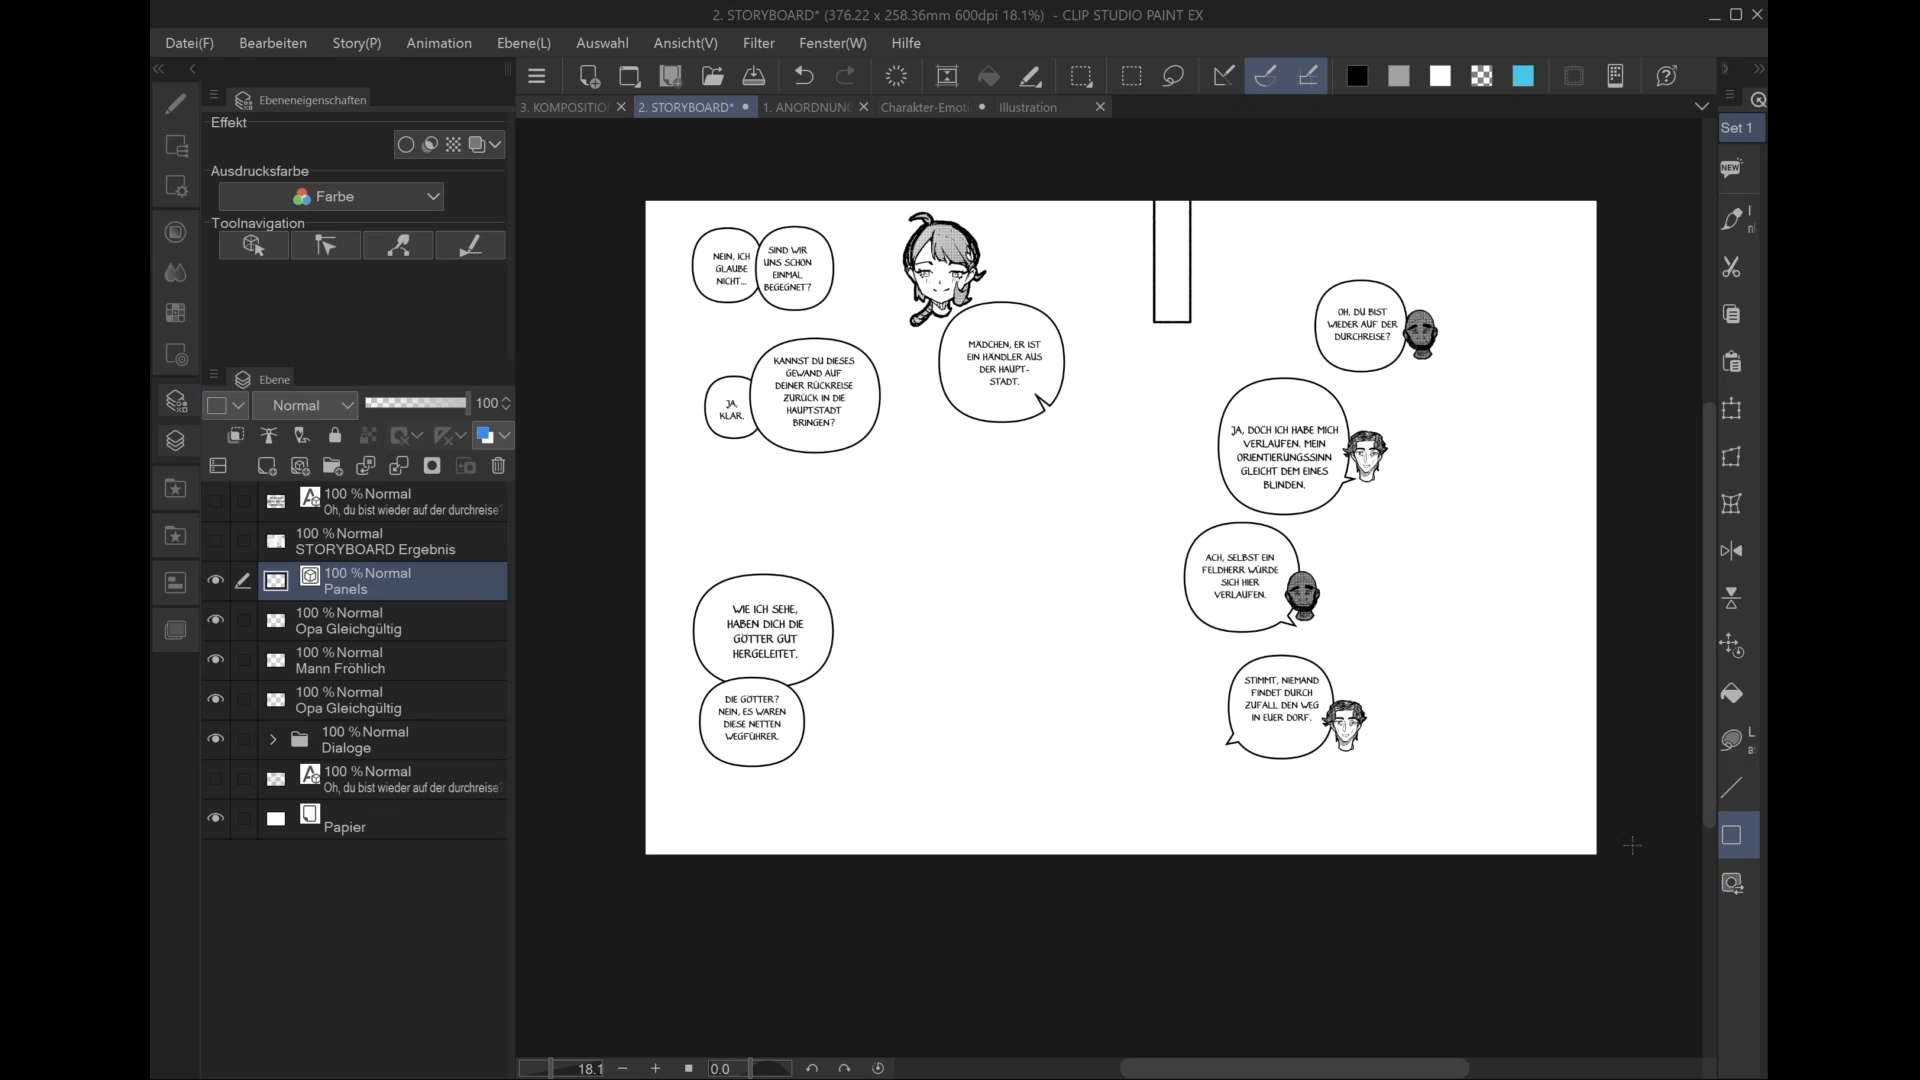 2. STORYBOARD* (376.22 x 258.36mm 600dpi 18.1%) - CLIP STUDIO PAINT EX
Datei(F) Bearbeiten Story(P) Animation Ebene(L) Auswahl Ansicht(V) Filter Fenster(W) Hilfe
3. KOMPOSITIO 2. STORYBOARD* 1. ANORDNUNG Charakter-Emoti Illustration
Ebeneneigenschaften
Effekt
Ausdrucksfarbe
Farbe
Toolnavigation
Ebene
Normal 100
100 % Normal
Oh, du bist wieder auf der durchreise
100 % Normal
STORYBOARD Ergebnis
100 % Normal
Panels
100 % Normal
Opa Gleichgültig
100 % Normal
Mann Fröhlich
100 % Normal
Opa Gleichgültig
100 % Normal
Dialoge
100 % Normal
Oh, du bist wieder auf der durchreise
Papier
OH, DU BIST
WIEDER AUF DER
DURCHREISE?
JA, DOCH ICH HABE MICH
VERLAUFEN. MEIN
ORIENTIERUNGSSINN
GLEICHT DEM EINES
BLINDEN.
ACH, SELBST EIN
FELDHERR WÜRDE
SICH HIER
VERLAUFEN.
STIMMT, NIEMAND
FINDET DURCH
ZUFALL DEN WEG
IN EUER DORF.
MÄDCHEN, ER IST
EIN HÄNDLER AUS
DER HAUPT-
STADT.
SIND WIR
UNS SCHON
EINMAL
BEGEGNET?
NEIN, ICH
GLAUBE
NICHT...
KANNST DU DIESES
GEWAND AUF
DEINER RÜCKREISE
ZURÜCK IN DIE
HAUPTSTADT
BRINGEN?
JA,
KLAR.
WIE ICH SEHE,
HABEN DICH DIE
GÖTTER GUT
HERGELEITET.
DIE GÖTTER?
NEIN, ES WAREN
DIESE NETTEN
WEGFÜHRER.
Set 1
NEW
18.1
0.0